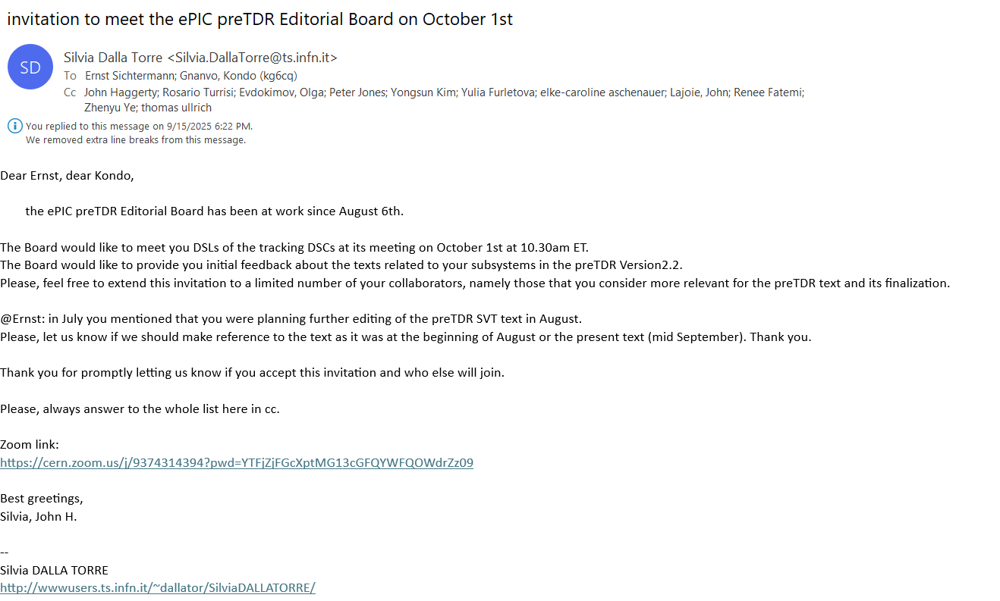 invitation to meet the ePIC preTDR Editorial Board on October 1st
SD
Silvia Dalla Torre <Silvia.DallaTorre@ts.infn.it>
To Ernst Sichtermann; Gnanvo, Kondo (kg6cq)
Cc John Haggerty; Rosario Turrisi; Evdokimov, Olga; Peter Jones; Yongsun Kim; Yulia Furletova; elke-caroline aschenauer; Lajoie, John; Renee Fatemi;
Zhenyu Ye; thomas ullrich
You replied to this message on 9/15/2025 6:22 PM.
We removed extra line breaks from this message.
Dear Ernst, dear Kondo,
the ePIC preTDR Editorial Board has been at work since August 6th.
The Board would like to meet you DSLs of the tracking DSCs at its meeting on October 1st at 10.30am ET.
The Board would like to provide you initial feedback about the texts related to your subsystems in the preTDR Version2.2.
Please, feel free to extend this invitation to a limited number of your collaborators, namely those that you consider more relevant for the preTDR text and its finalization.
@Ernst: in July you mentioned that you were planning further editing of the preTDR SVT text in August.
Please, let us know if we should make reference to the text as it was at the beginning of August or the present text (mid September). Thank you.
Thank you for promptly letting us know if you accept this invitation and who else will join.
Please, always answer to the whole list here in cc.
Zoom link:
https://cern.zoom.us/j/9374314394?pwd=YTFjZjFGcXptMG13cGFQYWFQOWdrZz09
Best greetings,
Silvia, John H.
--
Silvia DALLA TORRE
http://wwwusers.ts.infn.it/~dallator/SilviaDALLATORRE/